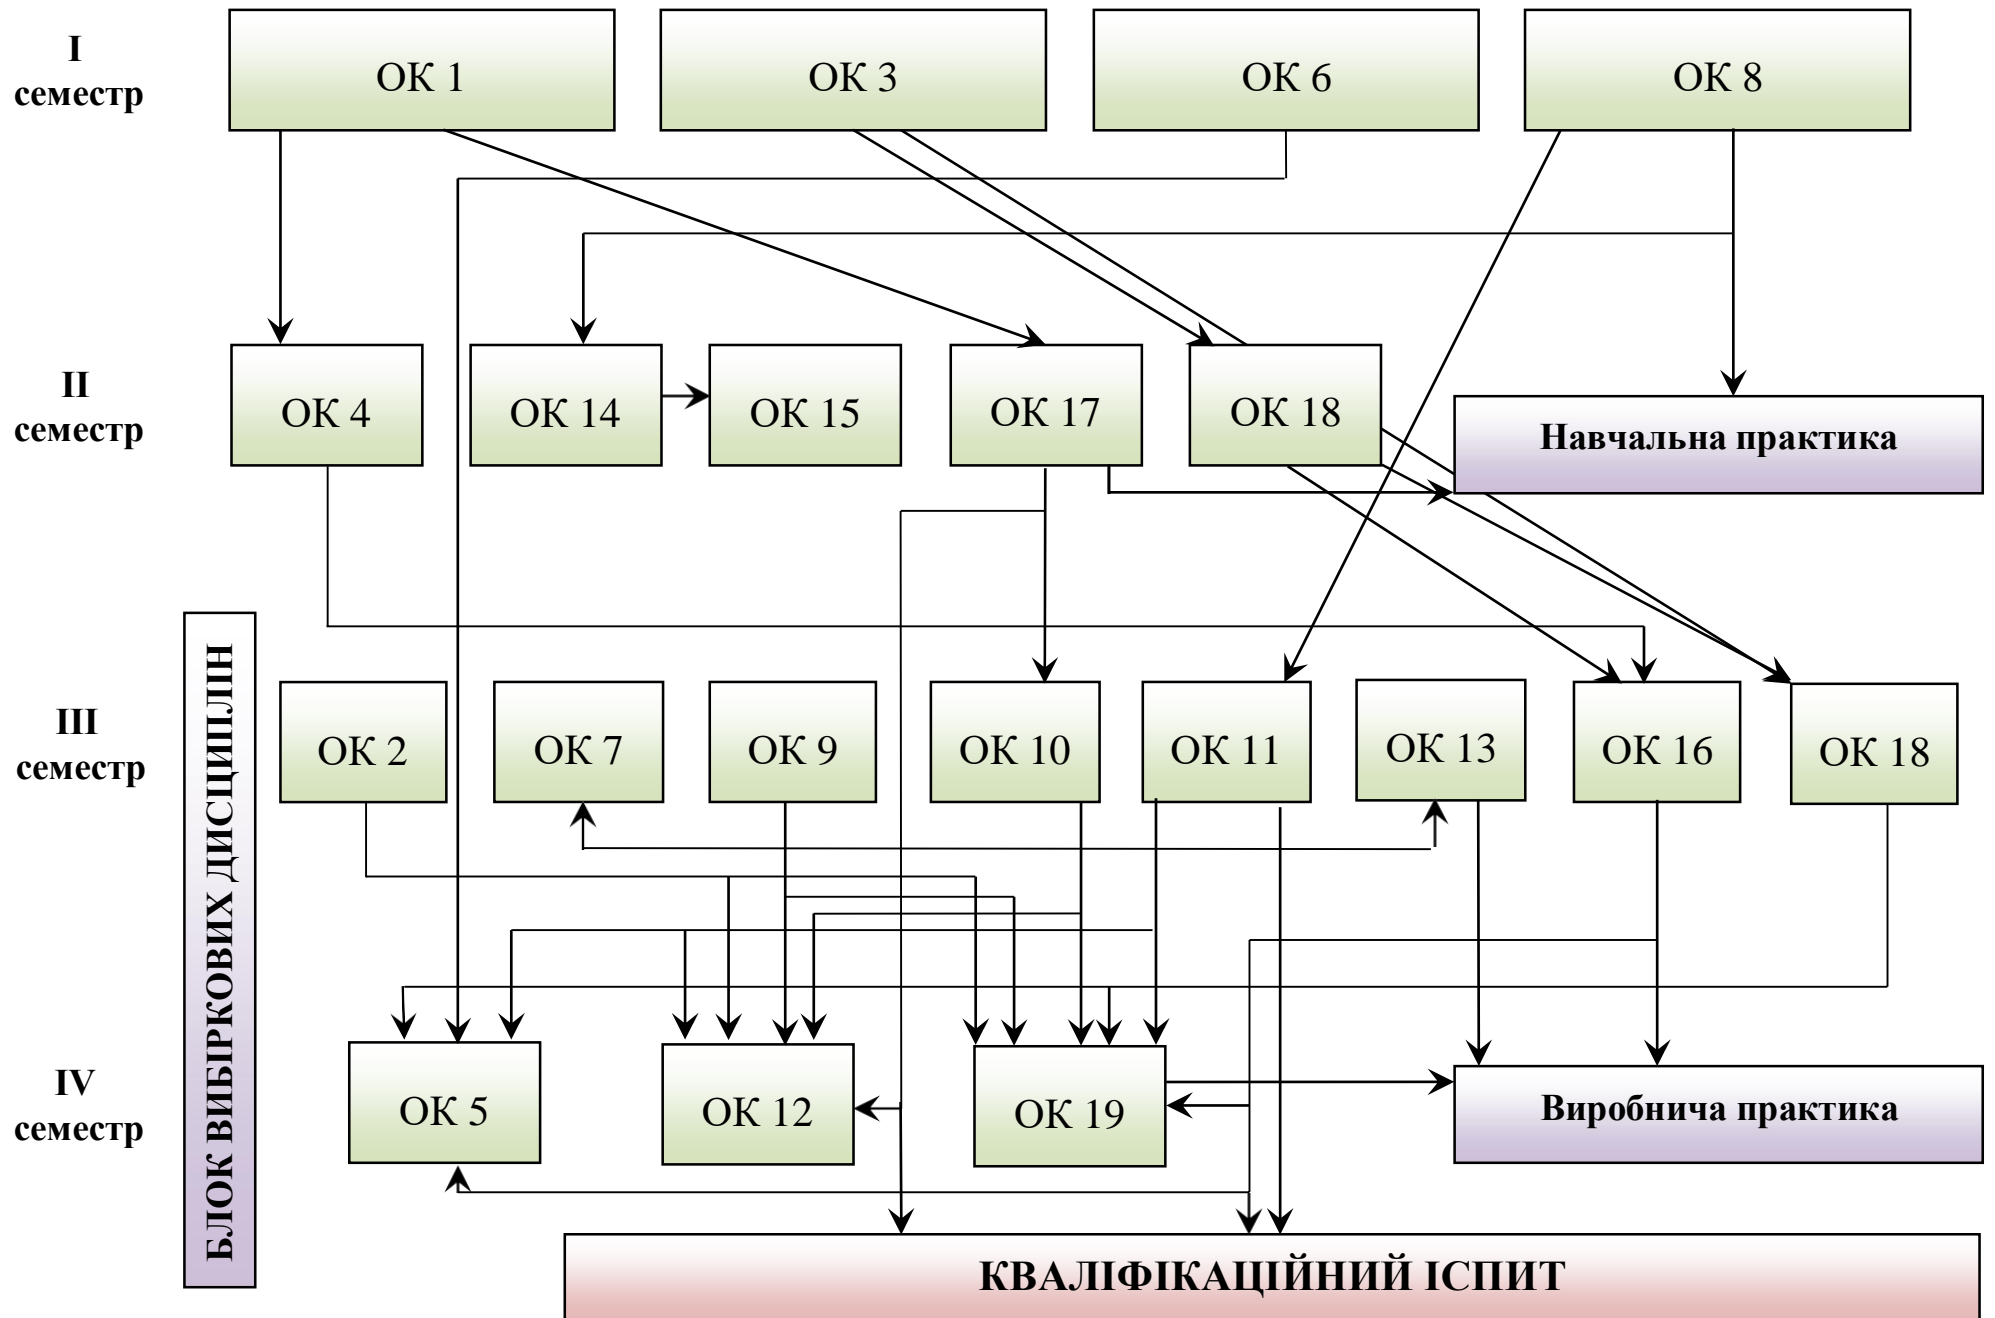 I
семестр
ОК 1
ОК 3
ОК 6
ОК 8
II
семестр
ОК 4
ОК 14
ОК 15
ОК 17
ОК 18
Навчальна практика
БЛОК ВИБІРКОВИХ ДИСЦИПЛІН
III
семестр
ОК 2
ОК 7
ОК 9
ОК 10
ОК 11
ОК 13
ОК 16
ОК 18
IV
семестр
ОК 5
ОК 12
ОК 19
Виробнича практика
КВАЛІФІКАЦІЙНИЙ ІСПИТ